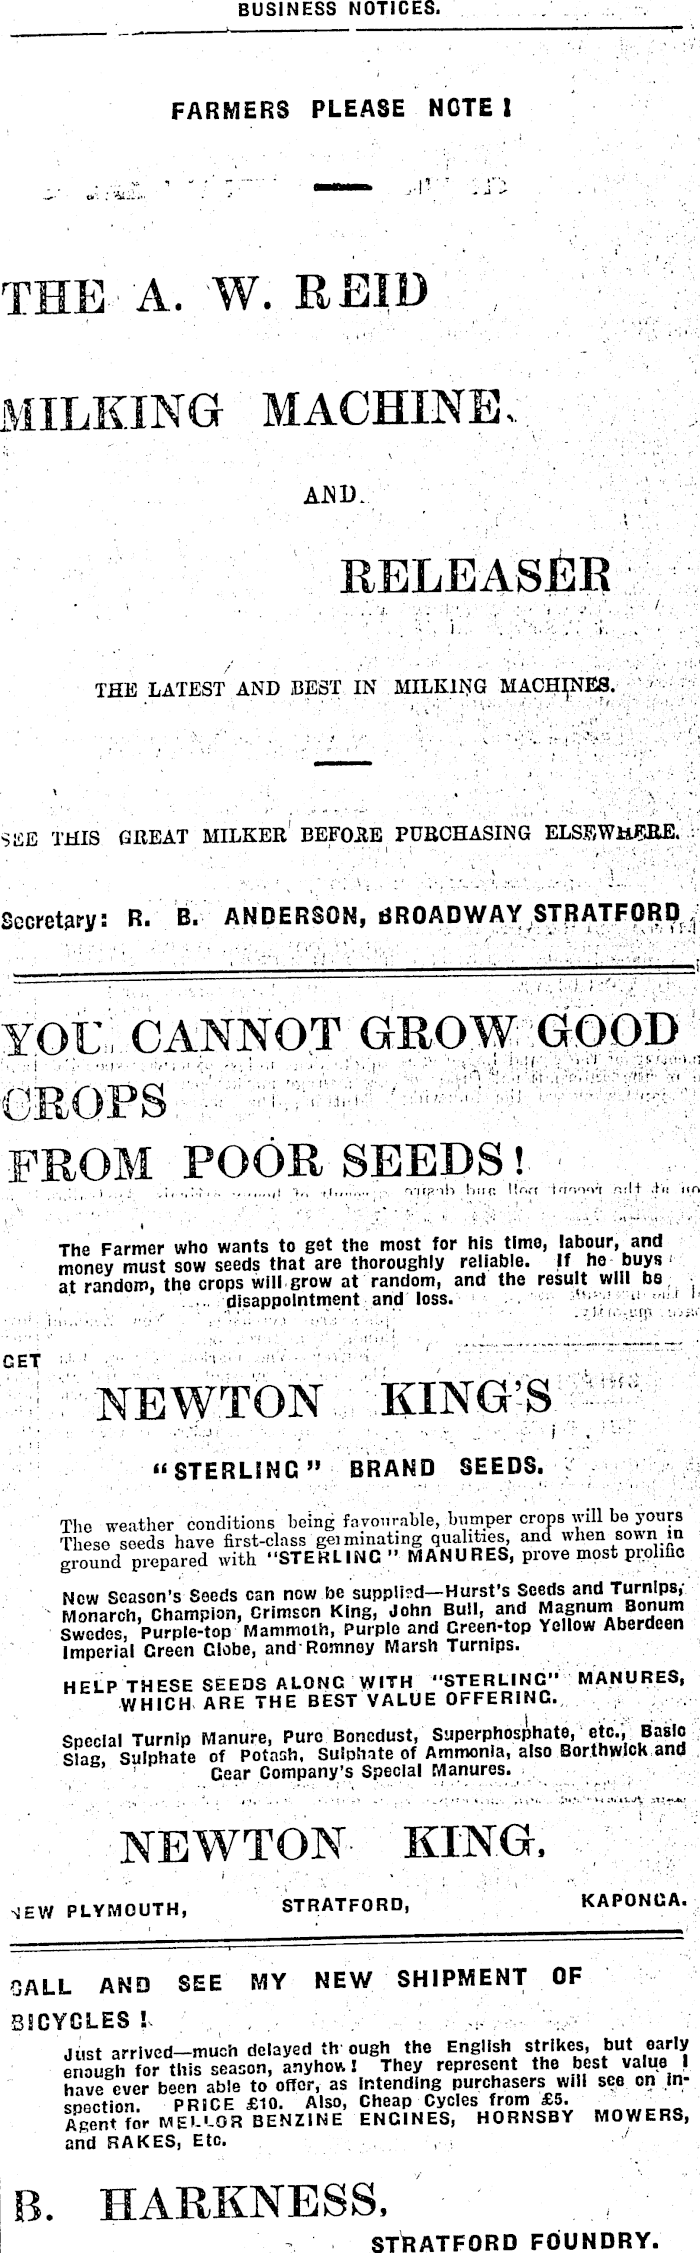 BUSINESS NOTICES.
FARMERS PLEASE NOTE!
THE A. W. REID
MILKING MACHINE,
AND
RELEASER
THE LATEST AND BEST IN MILKING MACHINES.
SEE THIS GREAT MILKER BEFORE PURCHASING ELSEWHERE.
Secretary: R. B. ANDERSON, BROADWAY STRATFORD
YOU CANNOT GROW GOOD
CROPS
FROM POOR SEEDS!
The Farmer who wants to get the most for his time, labour, and
money must sow seeds that are thoroughly reliable. If he buys
at random, the crops will grow at random, and the result will be
disappointment and loss.
GET
NEWTON KING'S
"STERLING" BRAND SEEDS.
The weather conditions being favourable, bumper crops will be yours
These seeds have first-class germinating qualities, and when sown in
ground prepared with "STERLING" MANURES, prove most prolific
New Season's Seeds can now be supplied—Hurst's Seeds and Turnips,
Monarch, Champion, Crimson King, John Bull, and Magnum Bonum
Swedes, Purple-top Mammoth, Purple and Green-top Yellow Aberdeen
Imperial Green Globe, and Romney Marsh Turnips.
HELP THESE SEEDS ALONG WITH "STERLING" MANURES,
WHICH ARE THE BEST VALUE OFFERING.
Special Turnip Manure, Pure Bonedust, Superphosphate, etc., Basic
Slag, Sulphate of Potash, Sulphate of Ammonia, also Borthwick and
Gear Company's Special Manures.
NEWTON KING,
NEW PLYMOUTH, STRATFORD, KAPONGA.
CALL AND SEE MY NEW SHIPMENT OF
BICYCLES!
Just arrived—much delayed through the English strikes, but early
enough for this season, anyhow! They represent the best value I
have ever been able to offer, as intending purchasers will see on in-
spection. PRICE £10. Also, Cheap Cycles from £5.
Agent for MELLOR BENZINE ENGINES, HORNSBY MOWERS,
and RAKES, Etc.
B. HARKNESS,
STRATFORD FOUNDRY.